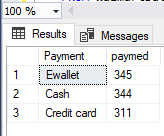 100 %
Results Messages
Payment paymed
1 Ewallet 345
2 Cash 344
3 Credit card 311